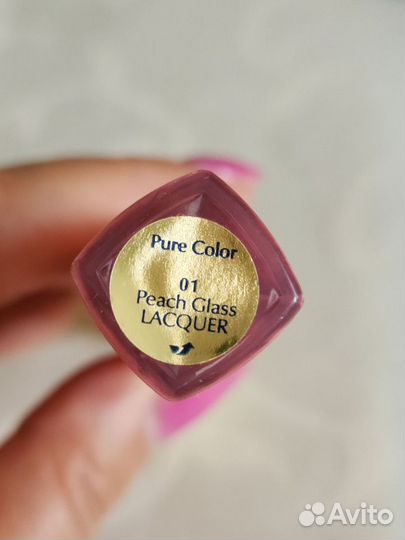 Pure Color
01
Peach Glass
LACQUER
Avito